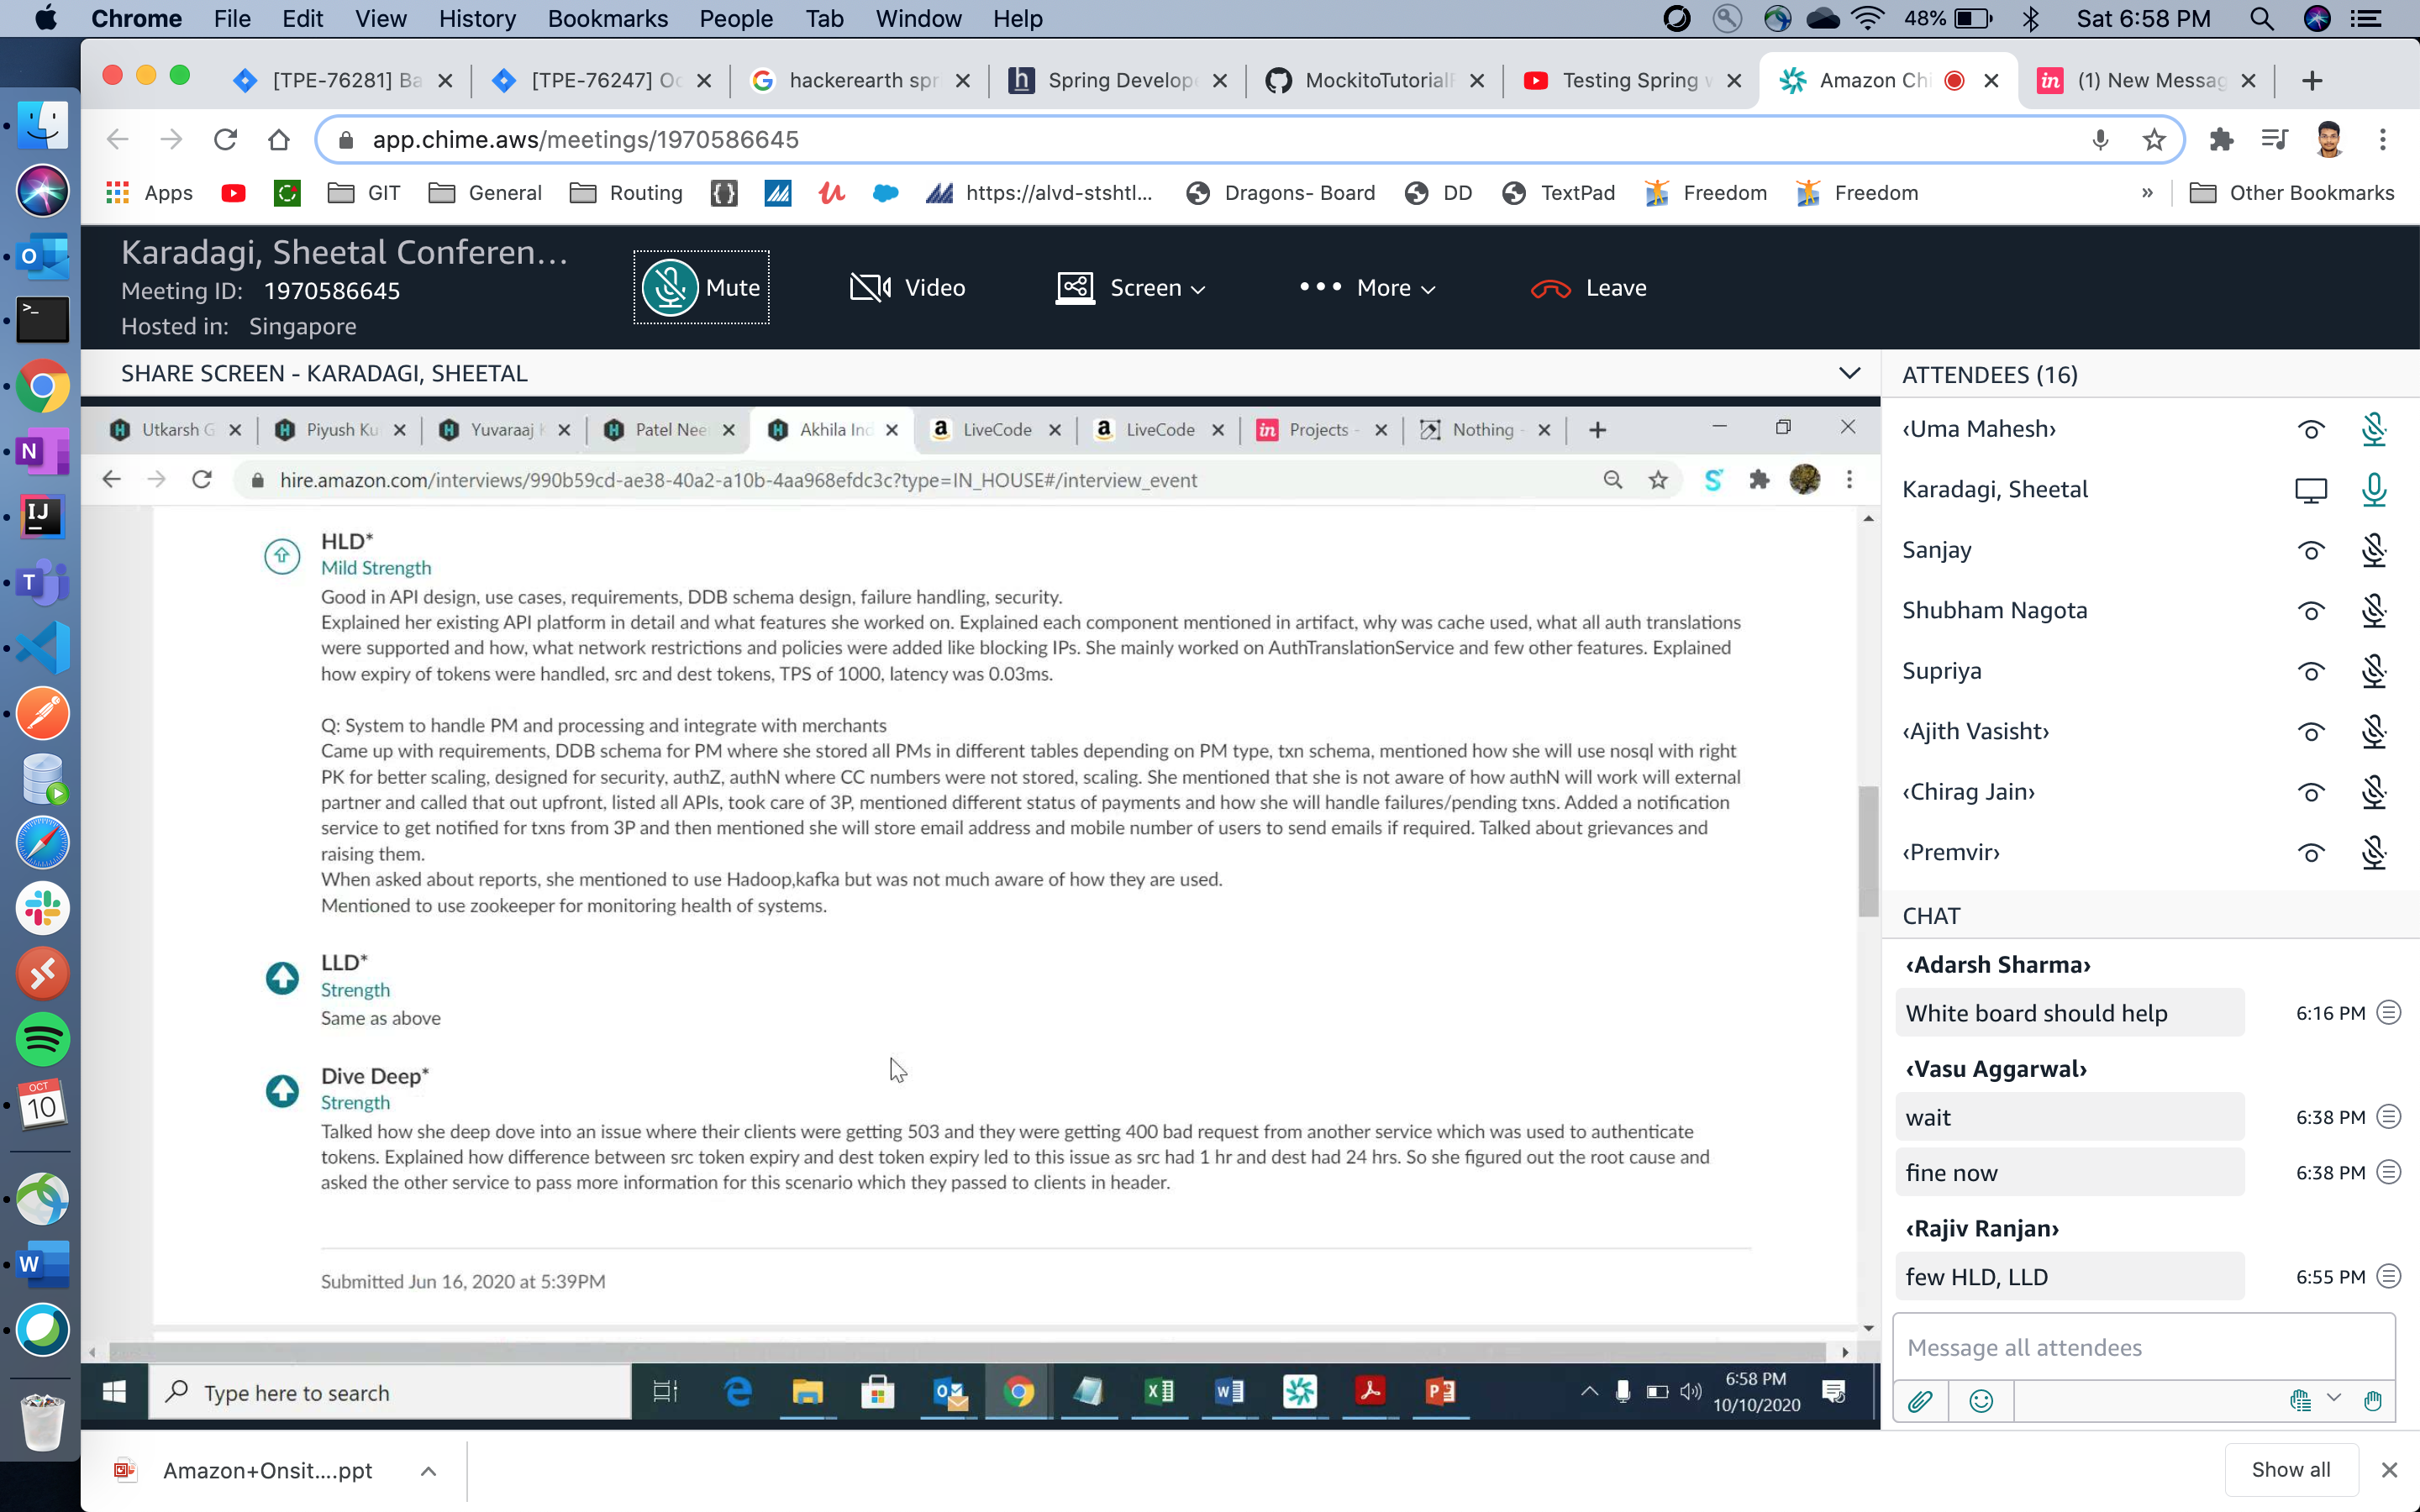 Chrome File Edit View History Bookmarks People Tab Window Help 48% Sat 6:58 PM
[TPE-76281] Ba [TPE-76247] Oc hackerearth spr Spring Develope MockitoTutorial Testing Spring Amazon Chi (1) New Messag
app.chime.aws/meetings/1970586645
Apps GIT General Routing https://alvd-stshtl... Dragons- Board DD TextPad Freedom Freedom » Other Bookmarks
Karadagi, Sheetal Conferen...
Meeting ID: 1970586645
Hosted in: Singapore
Mute Video Screen More Leave
SHARE SCREEN - KARADAGI, SHEETAL
Utkarsh G Piyush Ku Yuvaraaj Patel Nee Akhila Ind LiveCode LiveCode Projects - Nothing -
hire.amazon.com/interviews/990b59cd-ae38-40a2-a10b-4aa968efdc3c?type=IN_HOUSE#/interview_event
HLD*
Mild Strength
Good in API design, use cases, requirements, DDB schema design, failure handling, security.
Explained her existing API platform in detail and what features she worked on. Explained each component mentioned in artifact, why was cache used, what all auth translations
were supported and how, what network restrictions and policies were added like blocking IPs. She mainly worked on AuthTranslationService and few other features. Explained
how expiry of tokens were handled, src and dest tokens, TPS of 1000, latency was 0.03ms.
Q: System to handle PM and processing and integrate with merchants
Came up with requirements, DDB schema for PM where she stored all PMs in different tables depending on PM type, txn schema, mentioned how she will use nosql with right
PK for better scaling, designed for security, authZ, authN where CC numbers were not stored, scaling. She mentioned that she is not aware of how authN will work will external
partner and called that out upfront, listed all APIs, took care of 3P, mentioned different status of payments and how she will handle failures/pending txns. Added a notification
service to get notified for txns from 3P and then mentioned she will store email address and mobile number of users to send emails if required. Talked about grievances and
raising them.
When asked about reports, she mentioned to use Hadoop,kafka but was not much aware of how they are used.
Mentioned to use zookeeper for monitoring health of systems.
LLD*
Strength
Same as above
Dive Deep*
Strength
Talked how she deep dove into an issue where their clients were getting 503 and they were getting 400 bad request from another service which was used to authenticate
tokens. Explained how difference between src token expiry and dest token expiry led to this issue as src had 1 hr and dest had 24 hrs. So she figured out the root cause and
asked the other service to pass more information for this scenario which they passed to clients in header.
Submitted Jun 16, 2020 at 5:39PM
Type here to search
6:58 PM
10/10/2020
ATTENDEES (16)
‹Uma Mahesh›
Karadagi, Sheetal
Sanjay
Shubham Nagota
Supriya
‹Ajith Vasisht›
‹Chirag Jain›
‹Premvir›
CHAT
‹Adarsh Sharma›
White board should help 6:16 PM
‹Vasu Aggarwal›
wait 6:38 PM
fine now 6:38 PM
‹Rajiv Ranjan›
few HLD, LLD 6:55 PM
Message all attendees
OCT
10
Amazon+Onsit....ppt
Show all